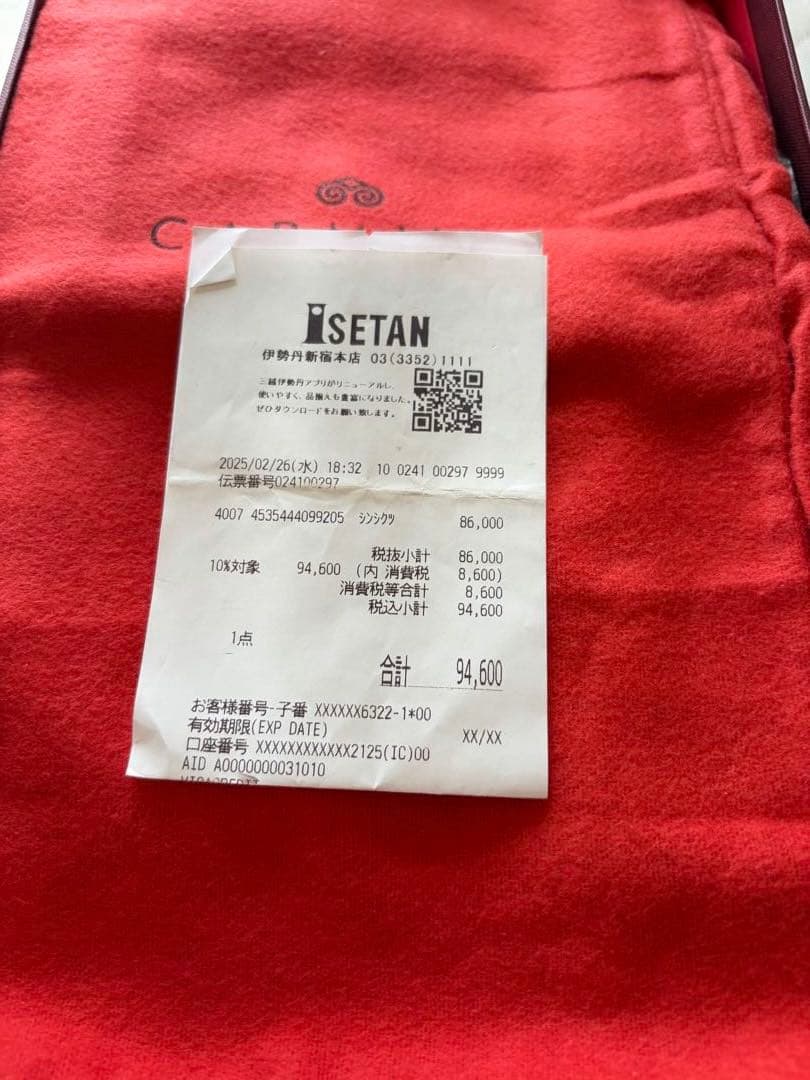 ISETAN
伊勢丹新宿本店 03(3352)1111
三越伊勢丹アプリがリニューアルし、
使いやすく、品揃えも豊富になりました。
ぜひダウンロードをお願い致します。
2025/02/26(水) 18:32 10 0241 00297 9999
伝票番号024100297
4007 4535444099205 シンシクツ 86,000
税抜小計 86,000
10%対象 94,600 (内 消費税 8,600)
消費税等合計 8,600
税込小計 94,600
1点
合計 94,600
お客様番号-子番 XXXXXX6322-1*00
有効期限(EXP DATE) XX/XX
口座番号 XXXXXXXXXXXX2125(IC)00
AID A0000000031010